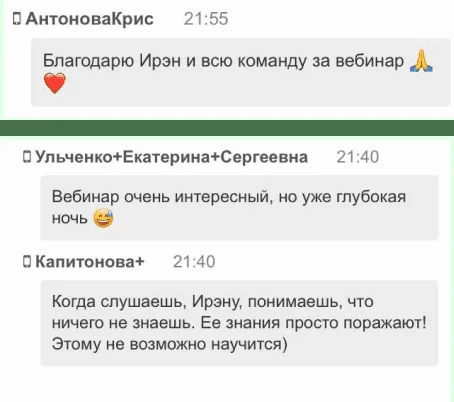 АнтоноваКрис 21:55
Благодарю Ирэн и всю команду за вебинар 🙏
❤️
Ульченко+Екатерина+Сергеевна 21:40
Вебинар очень интересный, но уже глубокая
ночь 😅
Капитонова+ 21:40
Когда слушаешь, Ирэну, понимаешь, что
ничего не знаешь. Ее знания просто поражают!
Этому не возможно научится)